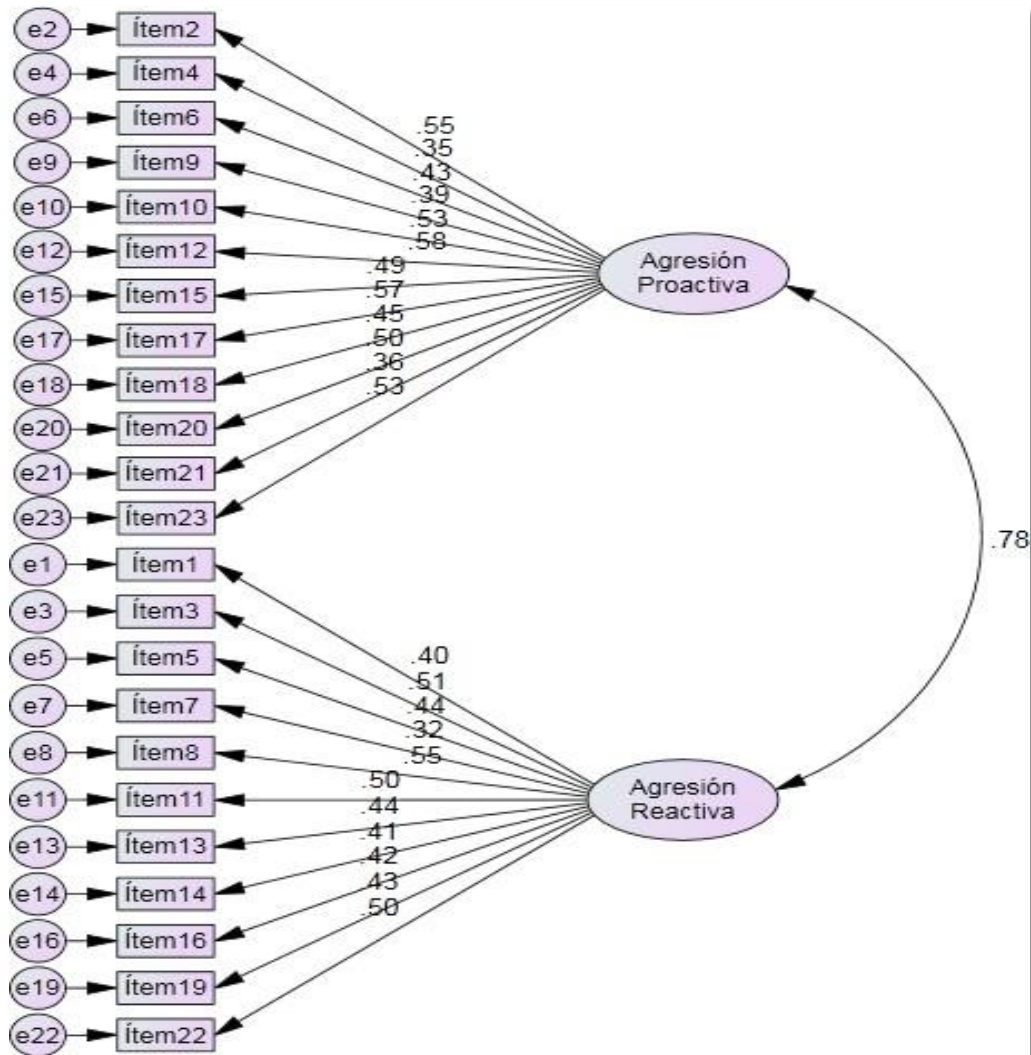 e2 Ítem2
e4 Ítem4
e6 Ítem6
e9 Ítem9
e10 Ítem10
e12 Ítem12
e15 Ítem15
e17 Ítem17
e18 Ítem18
e20 Ítem20
e21 Ítem21
e23 Ítem23
.55
.35
.43
.39
.53
.58
.49
.57
.45
.50
.36
.53
Agresión
Proactiva
.78
e1 Ítem1
e3 Ítem3
e5 Ítem5
e7 Ítem7
e8 Ítem8
e11 Ítem11
e13 Ítem13
e14 Ítem14
e16 Ítem16
e19 Ítem19
e22 Ítem22
.40
.51
.44
.32
.55
.50
.44
.41
.42
.43
.50
Agresión
Reactiva